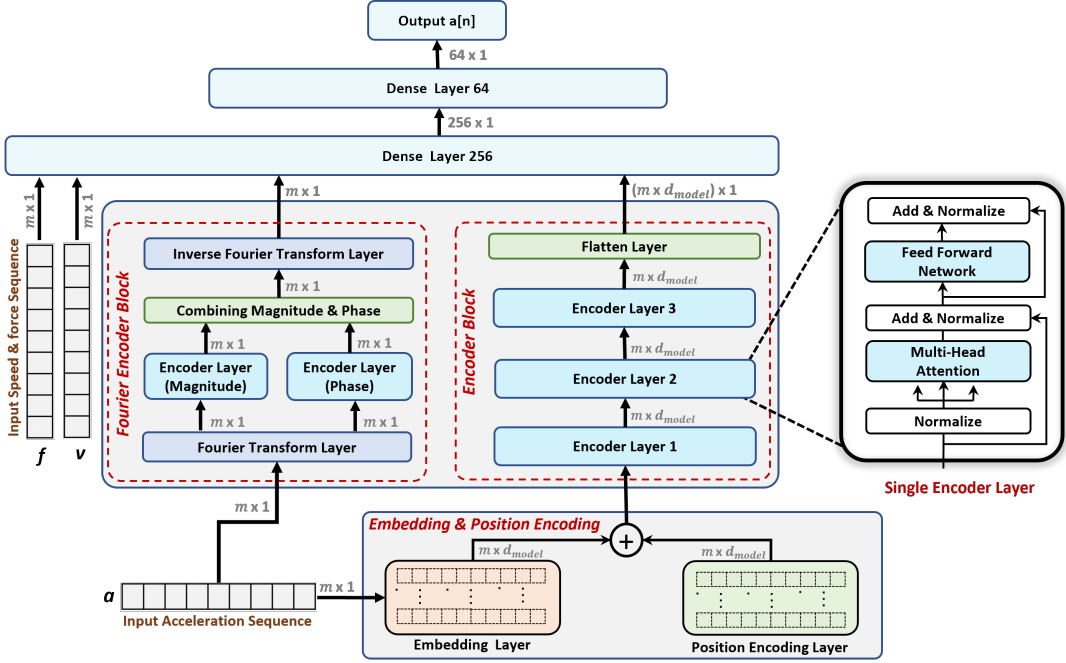 Output a[n]
64 x 1
Dense Layer 64
256 x 1
Dense Layer 256
m x 1
m x 1
m x 1
(m x d_model) x 1
Input Speed & force Sequence
f
v
Fourier Encoder Block
Inverse Fourier Transform Layer
m x 1
Combining Magnitude & Phase
m x 1
m x 1
Encoder Layer
(Magnitude)
Encoder Layer
(Phase)
m x 1
m x 1
Fourier Transform Layer
m x 1
Encoder Block
Flatten Layer
m x d_model
Encoder Layer 3
m x d_model
Encoder Layer 2
m x d_model
Encoder Layer 1
Add & Normalize
Feed Forward
Network
Add & Normalize
Multi-Head
Attention
Normalize
Single Encoder Layer
Embedding & Position Encoding
+
m x d_model
m x d_model
a
m x 1
Input Acceleration Sequence
Embedding Layer
Position Encoding Layer